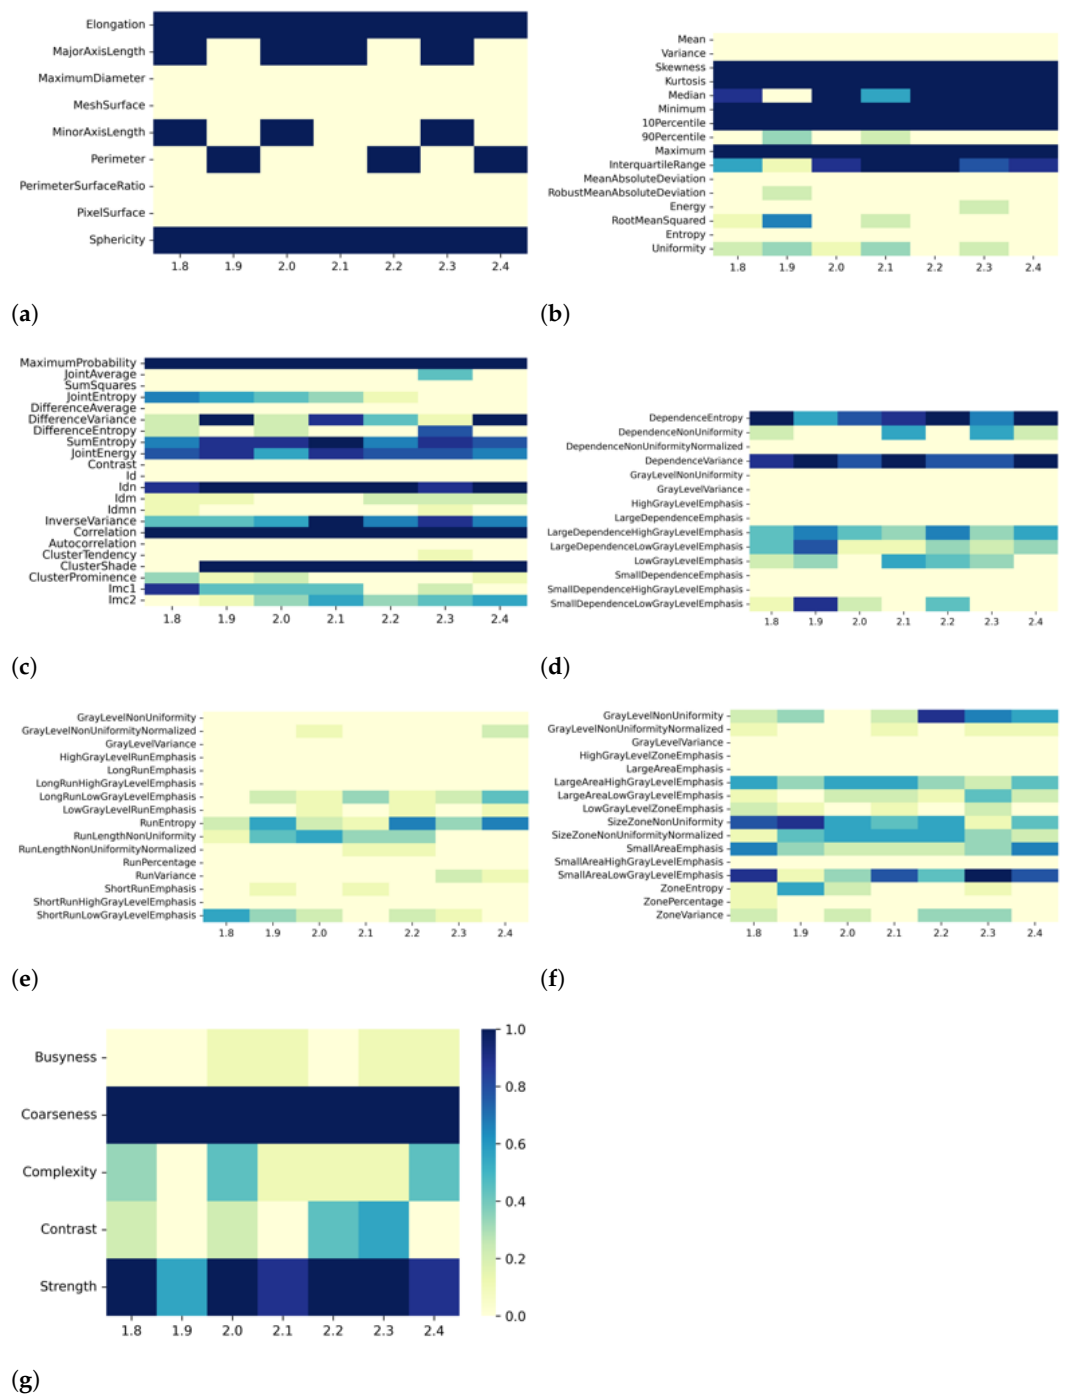 Elongation
MajorAxisLength
MaximumDiameter
MeshSurface
MinorAxisLength
Perimeter
PerimeterSurfaceRatio
PixelSurface
Sphericity
1.8 1.9 2.0 2.1 2.2 2.3 2.4
(a)
Mean
Variance
Skewness
Kurtosis
Median
Minimum
10Percentile
90Percentile
Maximum
InterquartileRange
MeanAbsoluteDeviation
RobustMeanAbsoluteDeviation
Energy
RootMeanSquared
Entropy
Uniformity
1.8 1.9 2.0 2.1 2.2 2.3 2.4
(b)
MaximumProbability
JointAverage
SumSquares
JointEntropy
DifferenceAverage
DifferenceVariance
DifferenceEntropy
SumEntropy
JointEnergy
Contrast
Id
Idn
Idm
Idmn
InverseVariance
Correlation
Autocorrelation
ClusterTendency
ClusterShade
ClusterProminence
Imc1
Imc2
1.8 1.9 2.0 2.1 2.2 2.3 2.4
(c)
DependenceEntropy
DependenceNonUniformity
DependenceNonUniformityNormalized
DependenceVariance
GrayLevelNonUniformity
GrayLevelVariance
HighGrayLevelEmphasis
LargeDependenceEmphasis
LargeDependenceHighGrayLevelEmphasis
LargeDependenceLowGrayLevelEmphasis
LowGrayLevelEmphasis
SmallDependenceEmphasis
SmallDependenceHighGrayLevelEmphasis
SmallDependenceLowGrayLevelEmphasis
1.8 1.9 2.0 2.1 2.2 2.3 2.4
(d)
GrayLevelNonUniformity
GrayLevelNonUniformityNormalized
GrayLevelVariance
HighGrayLevelRunEmphasis
LongRunEmphasis
LongRunHighGrayLevelEmphasis
LongRunLowGrayLevelEmphasis
LowGrayLevelRunEmphasis
RunEntropy
RunLengthNonUniformity
RunLengthNonUniformityNormalized
RunPercentage
RunVariance
ShortRunEmphasis
ShortRunHighGrayLevelEmphasis
ShortRunLowGrayLevelEmphasis
1.8 1.9 2.0 2.1 2.2 2.3 2.4
(e)
GrayLevelNonUniformity
GrayLevelNonUniformityNormalized
GrayLevelVariance
HighGrayLevelZoneEmphasis
LargeAreaEmphasis
LargeAreaHighGrayLevelEmphasis
LargeAreaLowGrayLevelEmphasis
LowGrayLevelZoneEmphasis
SizeZoneNonUniformity
SizeZoneNonUniformityNormalized
SmallAreaEmphasis
SmallAreaHighGrayLevelEmphasis
SmallAreaLowGrayLevelEmphasis
ZoneEntropy
ZonePercentage
ZoneVariance
1.8 1.9 2.0 2.1 2.2 2.3 2.4
(f)
Busyness
Coarseness
Complexity
Contrast
Strength
1.8 1.9 2.0 2.1 2.2 2.3 2.4
1.0
0.8
0.6
0.4
0.2
0.0
(g)